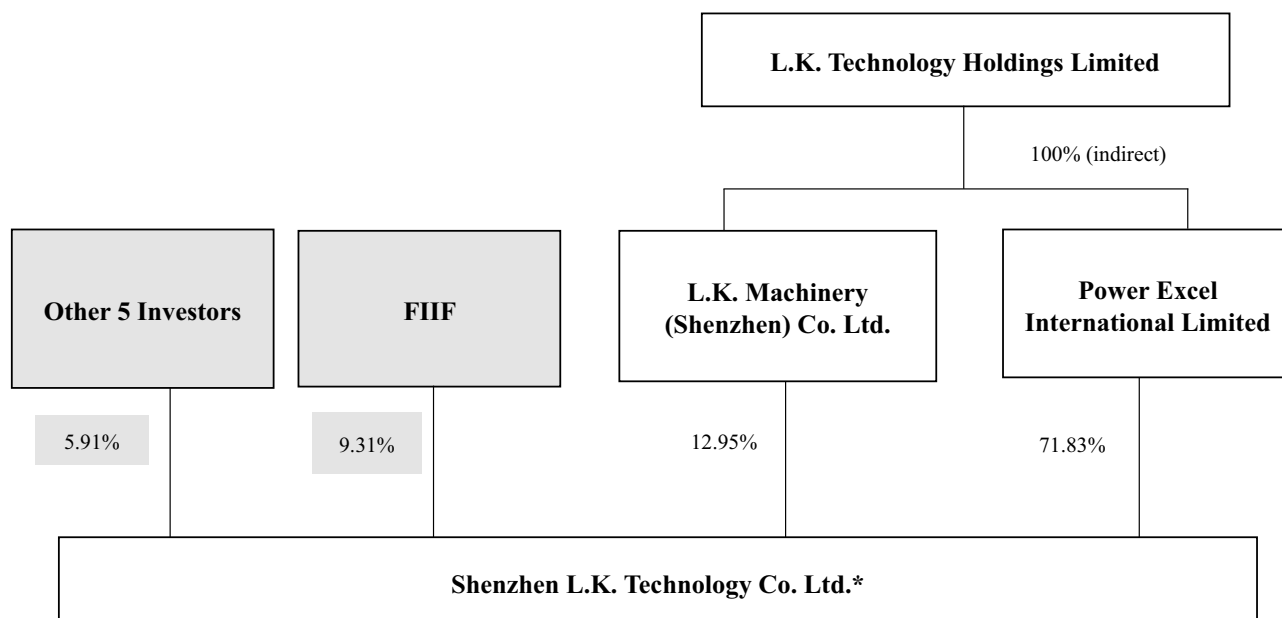 L.K. Technology Holdings Limited
100% (indirect)
Other 5 Investors
FIIF
L.K. Machinery
(Shenzhen) Co. Ltd.
Power Excel
International Limited
5.91%
9.31%
12.95%
71.83%
Shenzhen L.K. Technology Co. Ltd.*